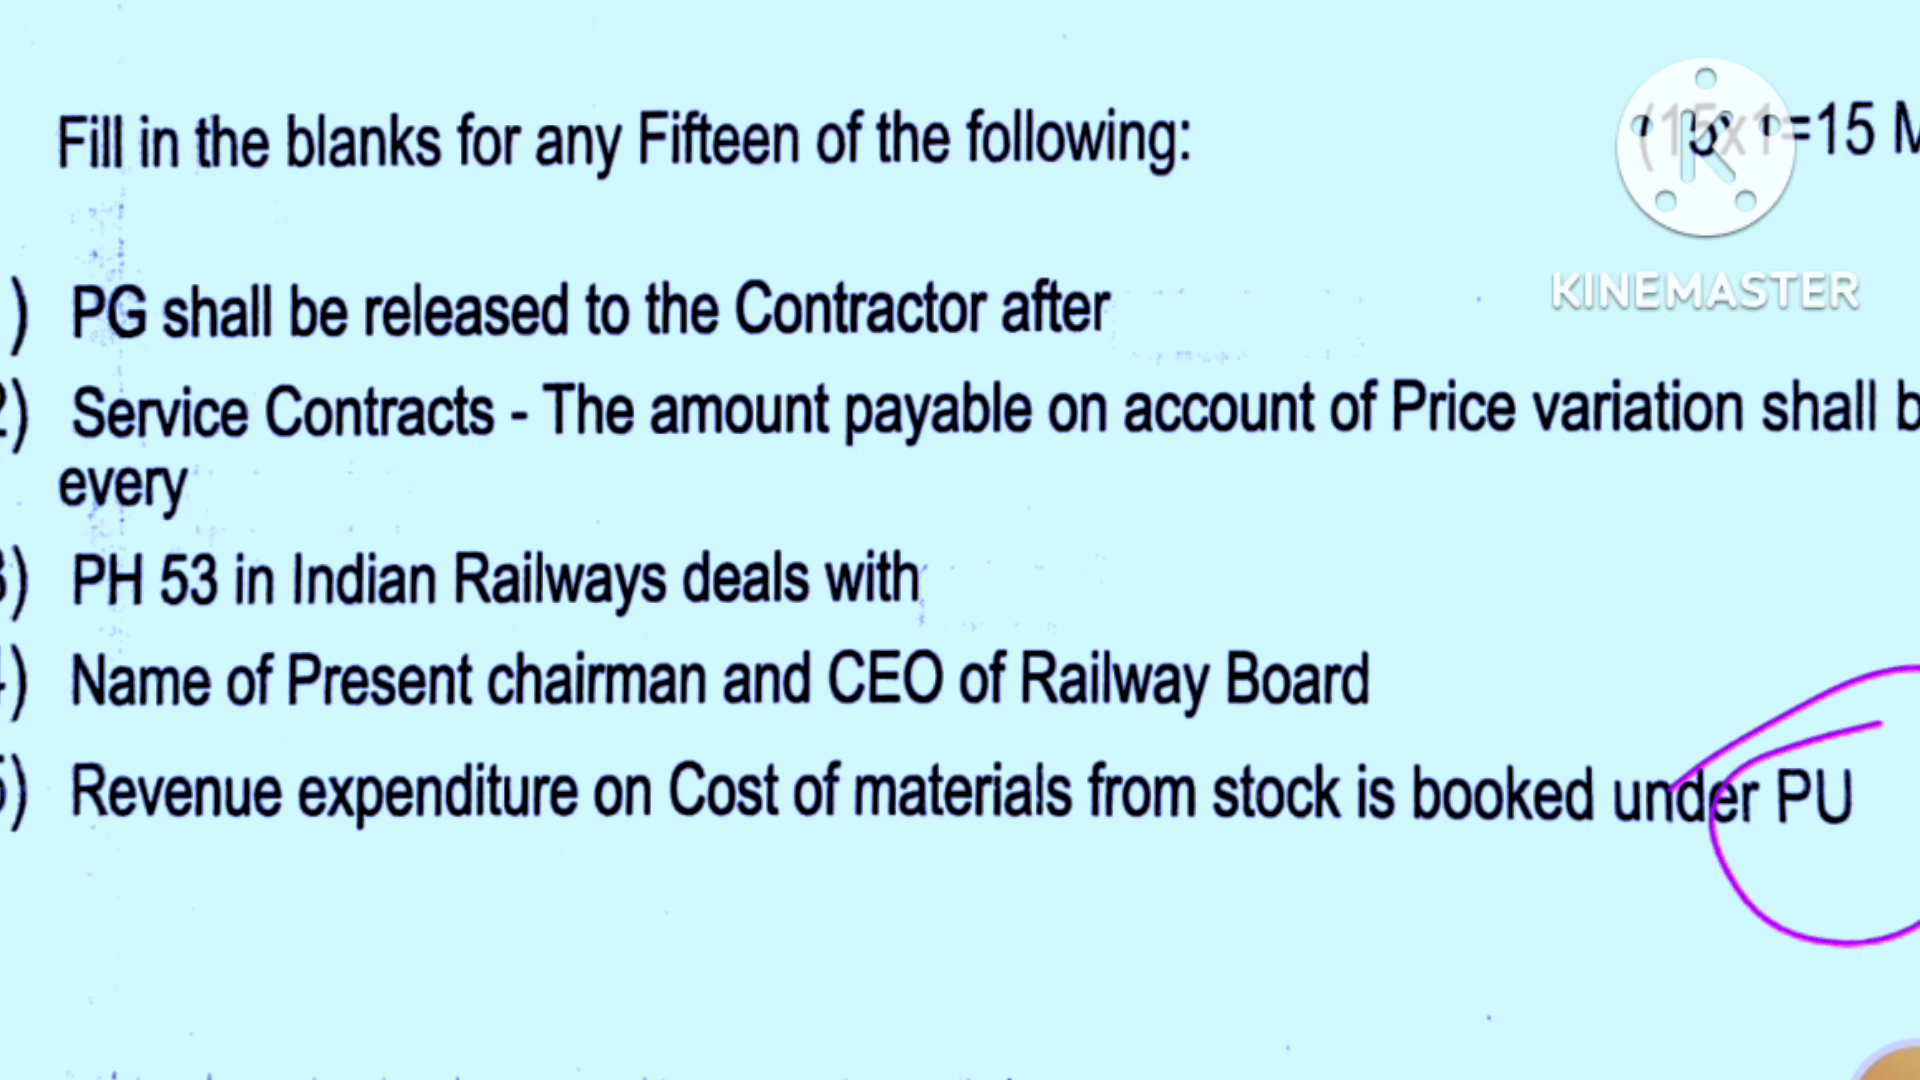 Fill in the blanks for any Fifteen of the following: (15x1=15 M
) PG shall be released to the Contractor after
KINEMASTER
2) Service Contracts - The amount payable on account of Price variation shall b
every
3) PH 53 in Indian Railways deals with
4) Name of Present chairman and CEO of Railway Board
5) Revenue expenditure on Cost of materials from stock is booked under PU